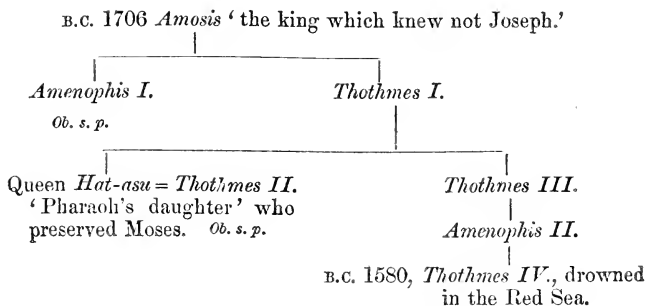 B.C. 1706 Amosis ‘the king which knew not Joseph.’
Amenophis I. Thothmes I.
Ob. s. p.
Queen Hat-asu = Thothmes II. Thothmes III.
‘Pharaoh's daughter’ who
preserved Moses. Ob. s. p. Amenophis II.
B.C. 1580, Thothmes IV., drowned
in the Red Sea.